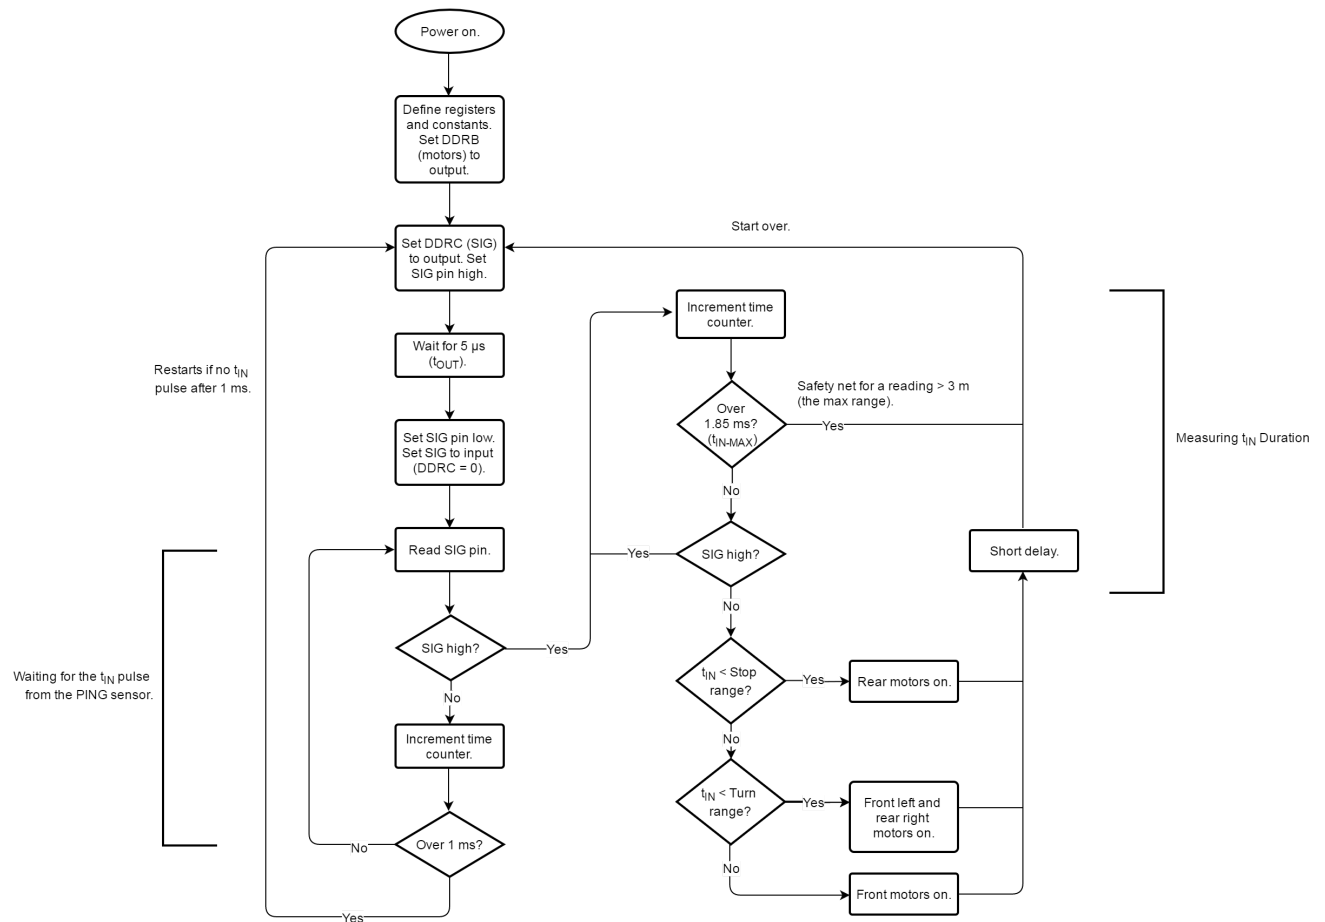 Power on.
Define registers
and constants.
Set DDRB
(motors) to
output.
Set DDRC (SIG)
to output. Set
SIG pin high.
Start over.
Wait for 5 µs
(tOUT).
Restarts if no tIN
pulse after 1 ms.
Set SIG pin low.
Set SIG to input
(DDRC = 0).
Read SIG pin.
SIG high?
Yes
No
Waiting for the tIN pulse
from the PING sensor.
Increment time
counter.
Over 1 ms?
No
Yes
Increment time
counter.
Over
1.85 ms?
(tIN-MAX)
Safety net for a reading > 3 m
(the max range).
Yes
No
SIG high?
Yes
No
Measuring tIN Duration
Short delay.
tIN < Stop
range?
Yes
Rear motors on.
No
tIN < Turn
range?
Yes
Front left and
rear right
motors on.
No
Front motors on.